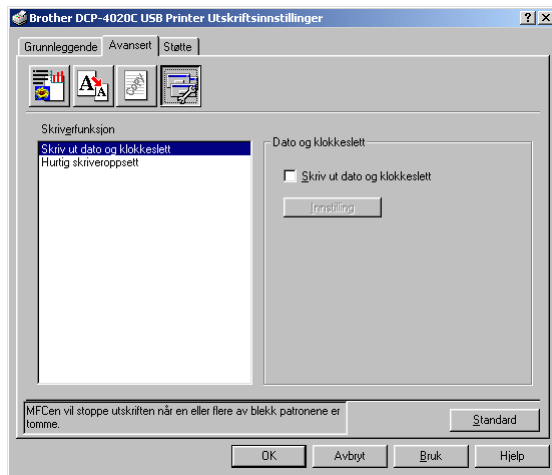 Brother DCP-4020C USB Printer Utskriftsinnstillinger
Grunnleggende Avansert Støtte
Skriverfunksjon
Skriv ut dato og klokkeslett
Hurtig skriveroppsett
Dato og klokkeslett
Skriv ut dato og klokkeslett
Innstilling
MFCen vil stoppe utskriften når en eller flere av blekk patronene er
tomme.
Standard
OK Avbryt Bruk Hjelp